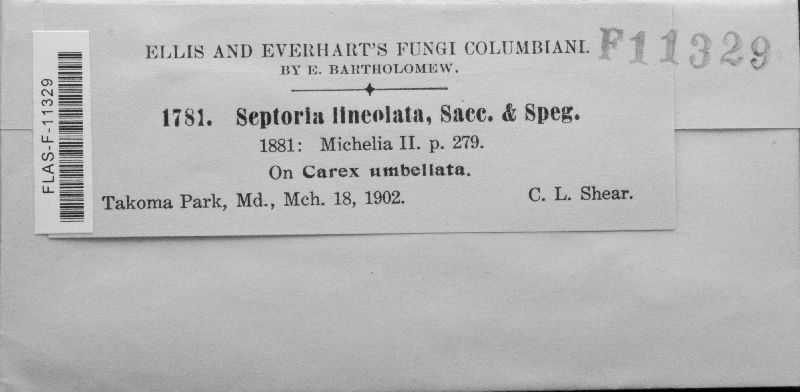 ELLIS AND EVERHART'S FUNGI COLUMBIANI.
F11329
BY E. BARTHOLOMEW.
1781. Septoria lineolata, Sacc. & Speg.
1881: Michelia II. p. 279.
On Carex umbellata.
Takoma Park, Md., Mch. 18, 1902. C. L. Shear.
FLAS-F-11329